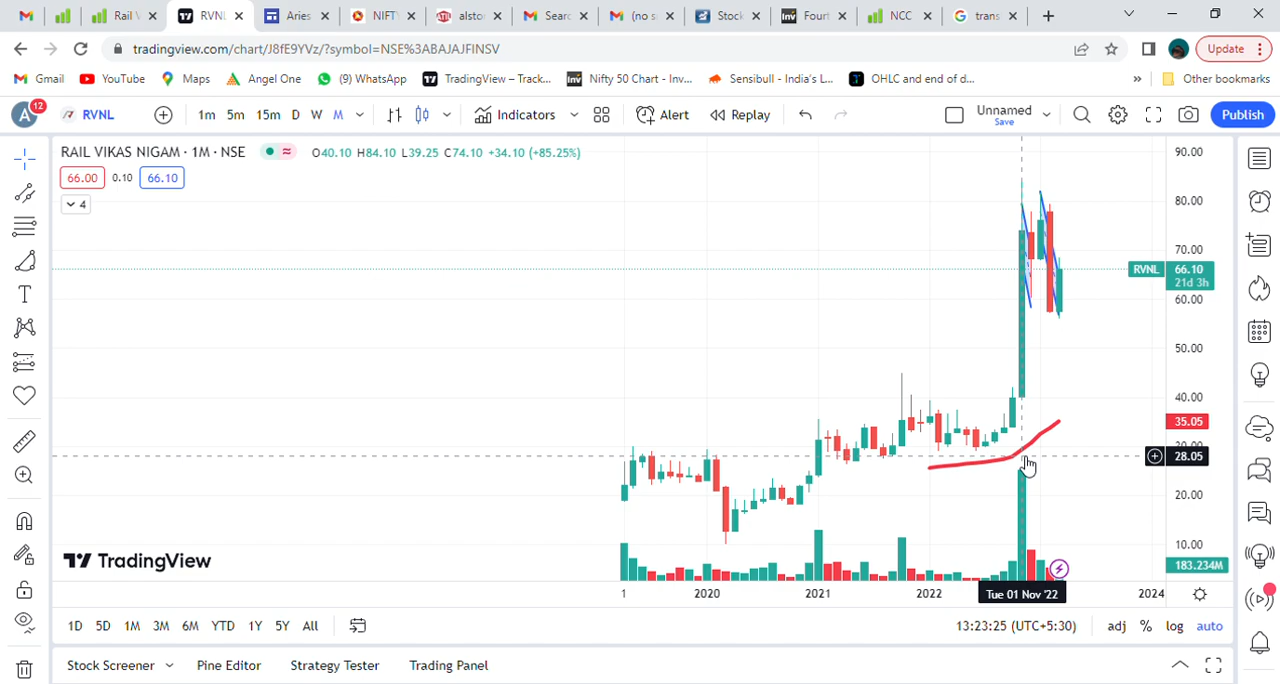 Rail V
RVNL
Aries
NIFTY
alsto
Searc
(no s
Stock
Fourt
NCC
trans
tradingview.com/chart/J8fE9YVz/?symbol=NSE%3ABAJAJFINSV
Update
Gmail
YouTube
Maps
Angel One
(9) WhatsApp
TradingView – Track...
Nifty 50 Chart - Inv...
Sensibull - India's L...
OHLC and end of d...
»
Other bookmarks
A 12
RVNL
1m 5m 15m D W M
Indicators
Alert
Replay
Unnamed
Save
Publish
RAIL VIKAS NIGAM · 1M · NSE
O40.10 H84.10 L39.25 C74.10 +34.10 (+85.25%)
66.00 0.10 66.10
4
90.00
80.00
70.00
RVNL 66.10
21d 3h
60.00
50.00
40.00
35.05
30.00
28.05
20.00
10.00
TradingView
183.234M
1 2020 2021 2022 Tue 01 Nov '22 2024
1D 5D 1M 3M 6M YTD 1Y 5Y All
13:23:25 (UTC+5:30)
adj % log auto
Stock Screener
Pine Editor
Strategy Tester
Trading Panel